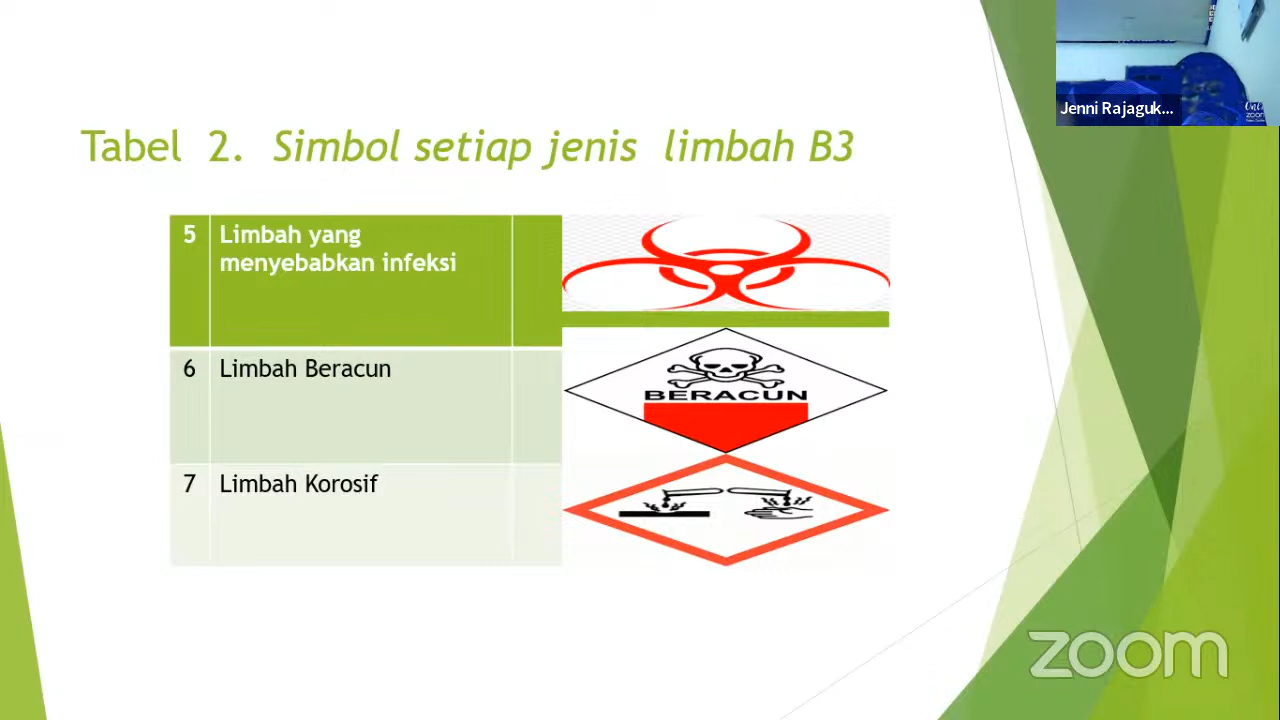 Jenni Rajaguk...
Tabel 2. Simbol setiap jenis limbah B3
5 Limbah yang
menyebabkan infeksi
6 Limbah Beracun
BERACUN
7 Limbah Korosif
zoom